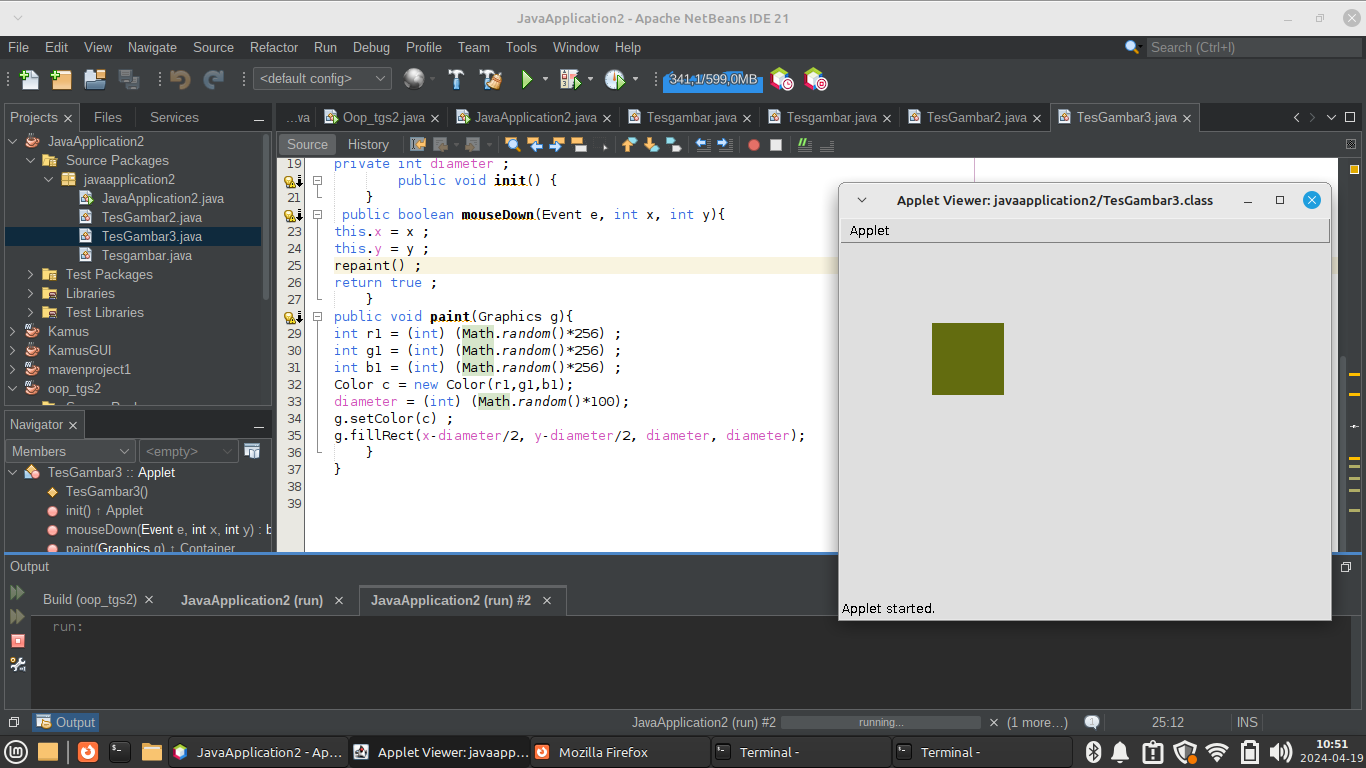 JavaApplication2 - Apache NetBeans IDE 21
File Edit View Navigate Source Refactor Run Debug Profile Team Tools Window Help
Search (Ctrl+I)
<default config>
341,1/599,0MB
Projects Files Services
...va Oop_tgs2.java JavaApplication2.java Tesgambar.java Tesgambar.java TesGambar2.java TesGambar3.java
Source History
JavaApplication2
Source Packages
javaapplication2
JavaApplication2.java
TesGambar2.java
TesGambar3.java
Tesgambar.java
Test Packages
Libraries
Test Libraries
Kamus
KamusGUI
mavenproject1
oop_tgs2
Navigator
Members <empty>
TesGambar3 :: Applet
TesGambar3()
init() ↑ Applet
mouseDown(Event e, int x, int y) : b
paint(Graphics g) ↑ Container
19 private int diameter ;
public void init() {
21 }
public boolean mouseDown(Event e, int x, int y){
23 this.x = x ;
24 this.y = y ;
25 repaint() ;
26 return true ;
27 }
public void paint(Graphics g){
29 int r1 = (int) (Math.random()*256) ;
30 int g1 = (int) (Math.random()*256) ;
31 int b1 = (int) (Math.random()*256) ;
32 Color c = new Color(r1,g1,b1);
33 diameter = (int) (Math.random()*100);
34 g.setColor(c) ;
35 g.fillRect(x-diameter/2, y-diameter/2, diameter, diameter);
36 }
37 }
38
39
Applet Viewer: javaapplication2/TesGambar3.class
Applet
Applet started.
Output
Build (oop_tgs2) JavaApplication2 (run) JavaApplication2 (run) #2
run:
Output
JavaApplication2 (run) #2 running... (1 more...) 25:12 INS
JavaApplication2 - Ap... Applet Viewer: javaapp... Mozilla Firefox Terminal - Terminal -
10:51
2024-04-19